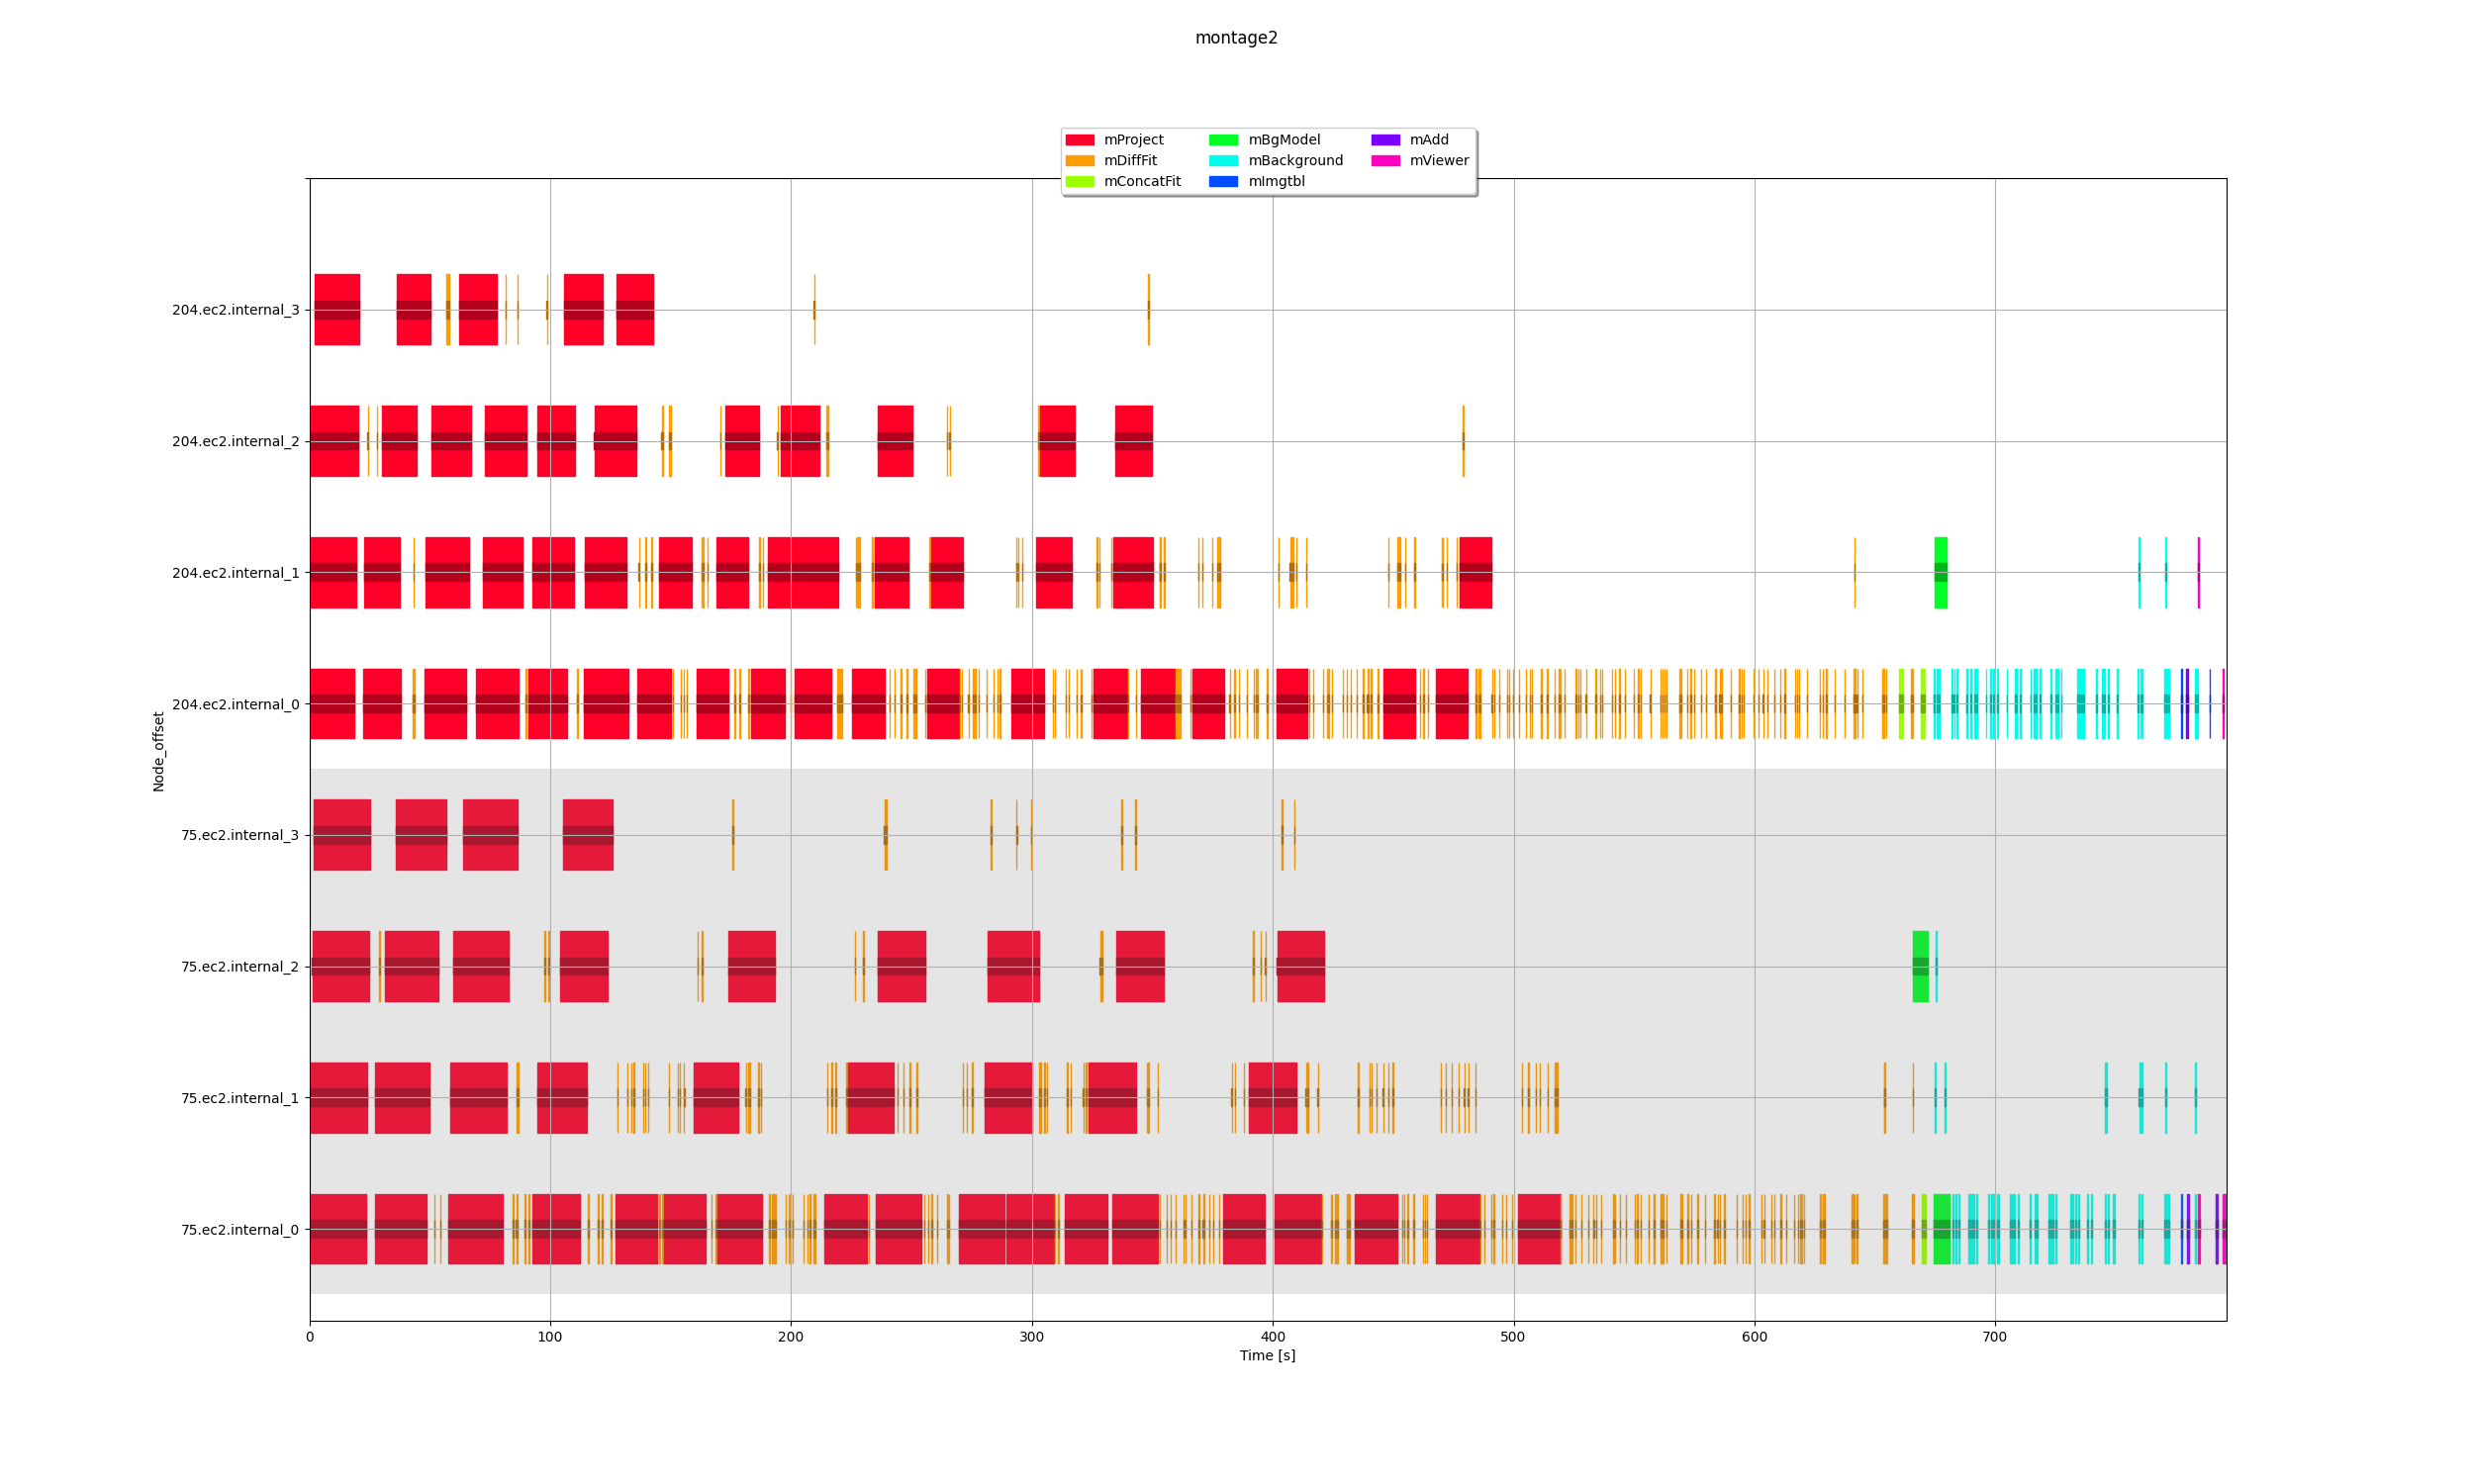 montage2
mProject mBgModel mAdd
mDiffFit mBackground mViewer
mConcatFit mImgtbl
204.ec2.internal_3
204.ec2.internal_2
204.ec2.internal_1
204.ec2.internal_0
Node_offset
75.ec2.internal_3
75.ec2.internal_2
75.ec2.internal_1
75.ec2.internal_0
0 100 200 300 400 500 600 700
Time [s]